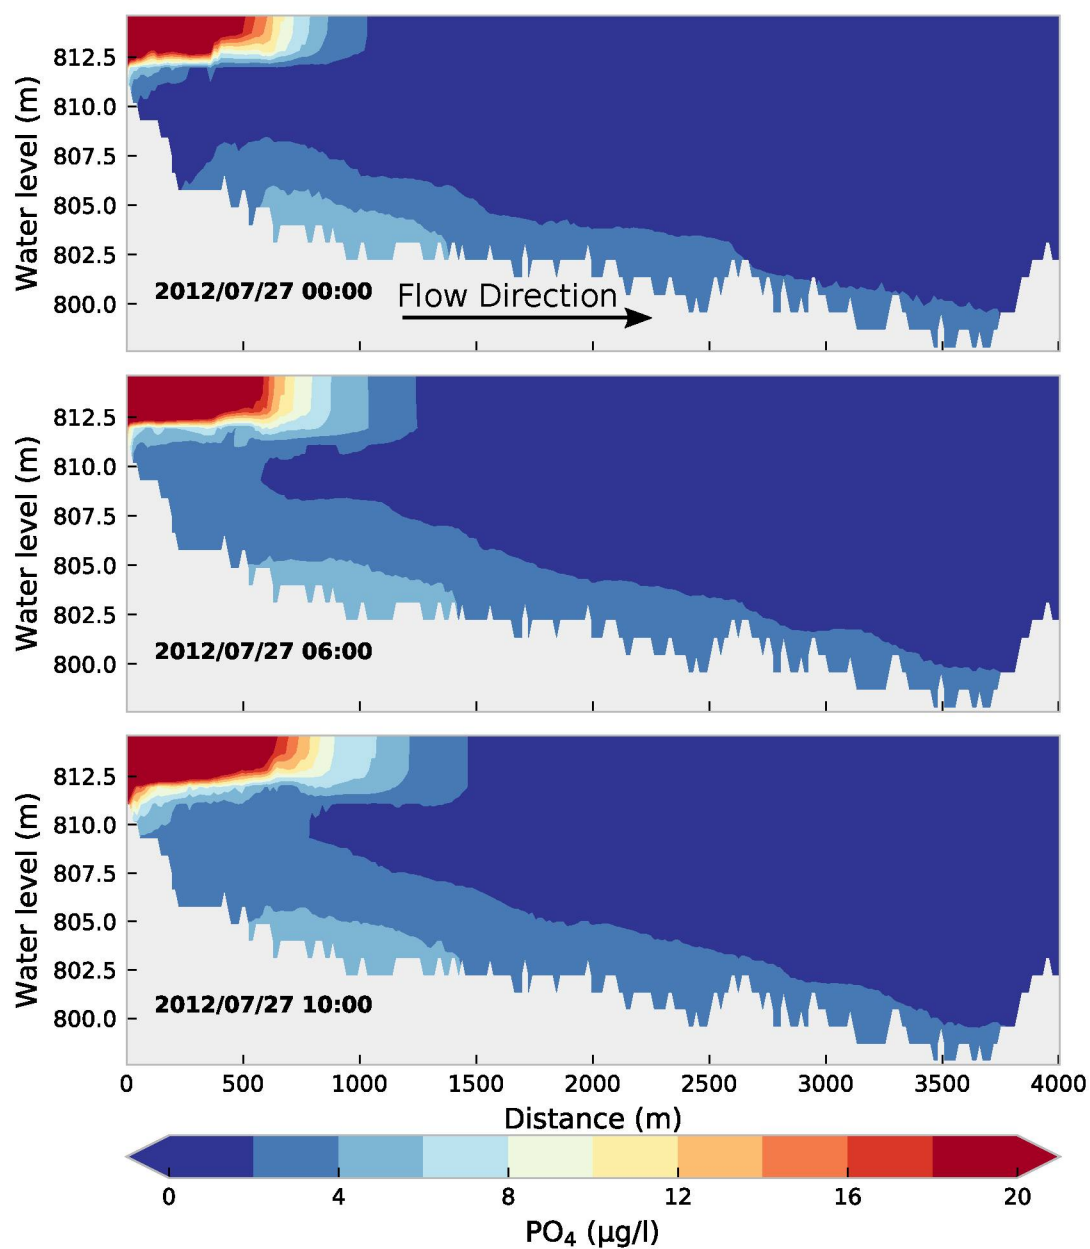 812.5
810.0
807.5
805.0
802.5
800.0
Water level (m)
2012/07/27 00:00
Flow Direction
812.5
810.0
807.5
805.0
802.5
800.0
Water level (m)
2012/07/27 06:00
812.5
810.0
807.5
805.0
802.5
800.0
Water level (m)
2012/07/27 10:00
0 500 1000 1500 2000 2500 3000 3500 4000
Distance (m)
0 4 8 12 16 20
PO₄ (μg/l)